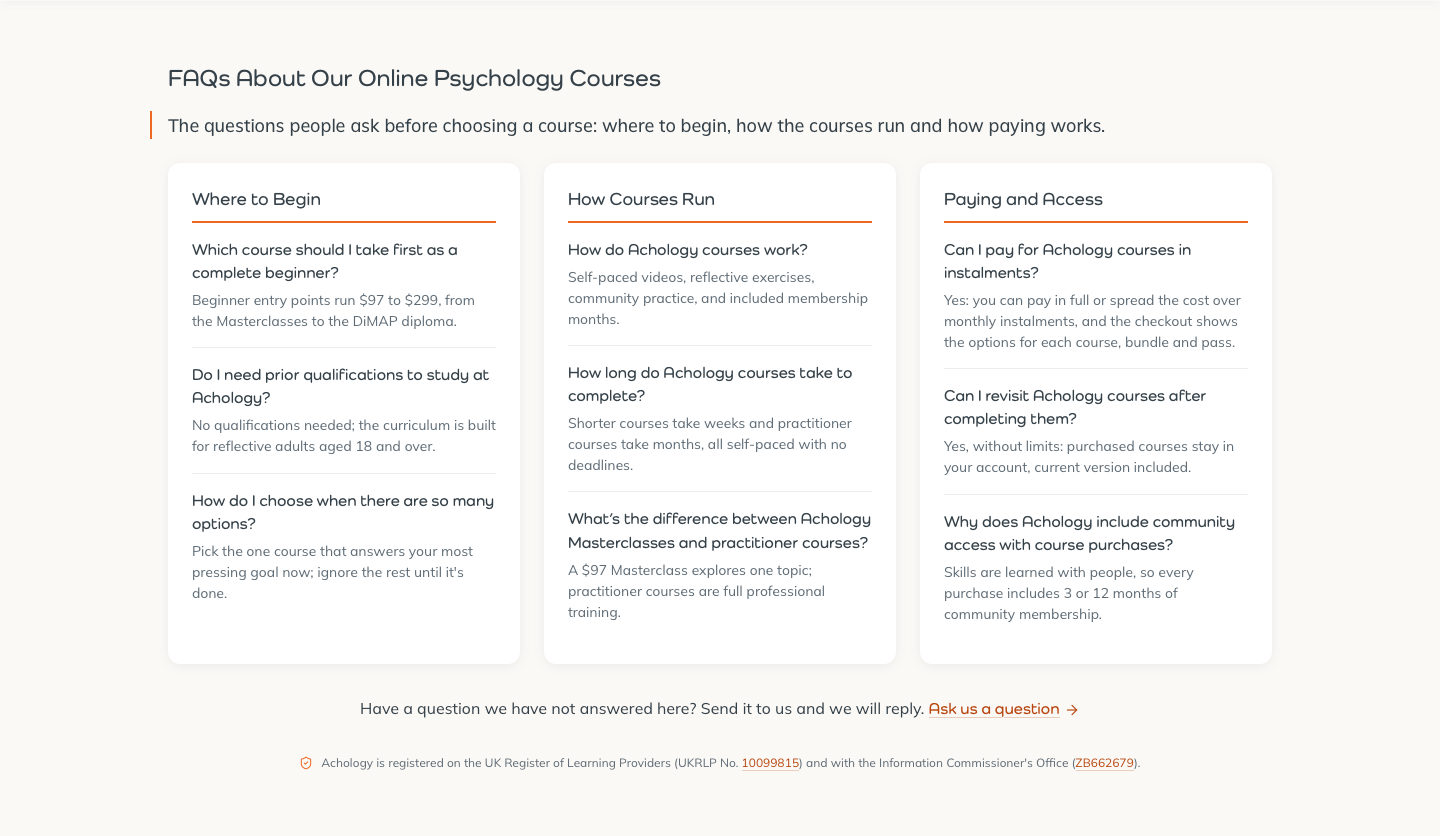 FAQs About Our Online Psychology Courses
The questions people ask before choosing a course: where to begin, how the courses run and how paying works.
Where to Begin
Which course should I take first as a
complete beginner?
Beginner entry points run $97 to $299, from
the Masterclasses to the DiMAP diploma.
Do I need prior qualifications to study at
Achology?
No qualifications needed; the curriculum is built
for reflective adults aged 18 and over.
How do I choose when there are so many
options?
Pick the one course that answers your most
pressing goal now; ignore the rest until it's
done.
How Courses Run
How do Achology courses work?
Self-paced videos, reflective exercises,
community practice, and included membership
months.
How long do Achology courses take to
complete?
Shorter courses take weeks and practitioner
courses take months, all self-paced with no
deadlines.
What's the difference between Achology
Masterclasses and practitioner courses?
A $97 Masterclass explores one topic;
practitioner courses are full professional
training.
Paying and Access
Can I pay for Achology courses in
instalments?
Yes: you can pay in full or spread the cost over
monthly instalments, and the checkout shows
the options for each course, bundle and pass.
Can I revisit Achology courses after
completing them?
Yes, without limits: purchased courses stay in
your account, current version included.
Why does Achology include community
access with course purchases?
Skills are learned with people, so every
purchase includes 3 or 12 months of
community membership.
Have a question we have not answered here? Send it to us and we will reply. Ask us a question →
Achology is registered on the UK Register of Learning Providers (UKRLP No. 10099815) and with the Information Commissioner's Office (ZB662679).